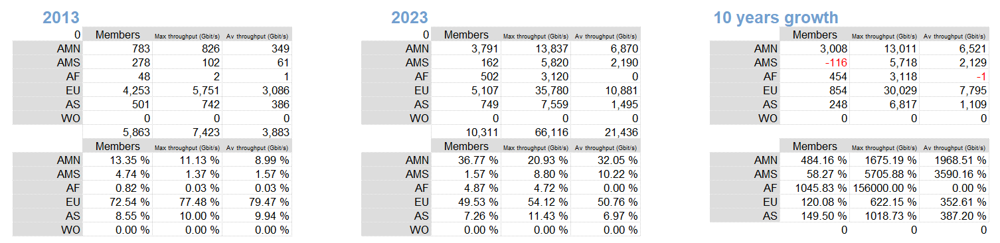 2013 2023 10 years growth
0 Members Max throughput (Gbit/s) Av throughput (Gbit/s) 0 Members Max throughput (Gbit/s) Av throughput (Gbit/s) Members Max throughput (Gbit/s) Av throughput (Gbit/s)
AMN 783 826 349 AMN 3,791 13,837 6,870 AMN 3,008 13,011 6,521
AMS 278 102 61 AMS 162 5,820 2,190 AMS -116 5,718 2,129
AF 48 2 1 AF 502 3,120 0 AF 454 3,118 -1
EU 4,253 5,751 3,086 EU 5,107 35,780 10,881 EU 854 30,029 7,795
AS 501 742 386 AS 749 7,559 1,495 AS 248 6,817 1,109
WO 0 0 0 WO 0 0 0 WO 0 0 0
5,863 7,423 3,883 10,311 66,116 21,436
Members Max throughput (Gbit/s) Av throughput (Gbit/s) Members Max throughput (Gbit/s) Av throughput (Gbit/s) Members Max throughput (Gbit/s) Av throughput (Gbit/s)
AMN 13.35 % 11.13 % 8.99 % AMN 36.77 % 20.93 % 32.05 % AMN 484.16 % 1675.19 % 1968.51 %
AMS 4.74 % 1.37 % 1.57 % AMS 1.57 % 8.80 % 10.22 % AMS 58.27 % 5705.88 % 3590.16 %
AF 0.82 % 0.03 % 0.03 % AF 4.87 % 4.72 % 0.00 % AF 1045.83 % 156000.00 % 0.00 %
EU 72.54 % 77.48 % 79.47 % EU 49.53 % 54.12 % 50.76 % EU 120.08 % 622.15 % 352.61 %
AS 8.55 % 10.00 % 9.94 % AS 7.26 % 11.43 % 6.97 % AS 149.50 % 1018.73 % 387.20 %
WO 0.00 % 0.00 % 0.00 % WO 0.00 % 0.00 % 0.00 % 0 0 0